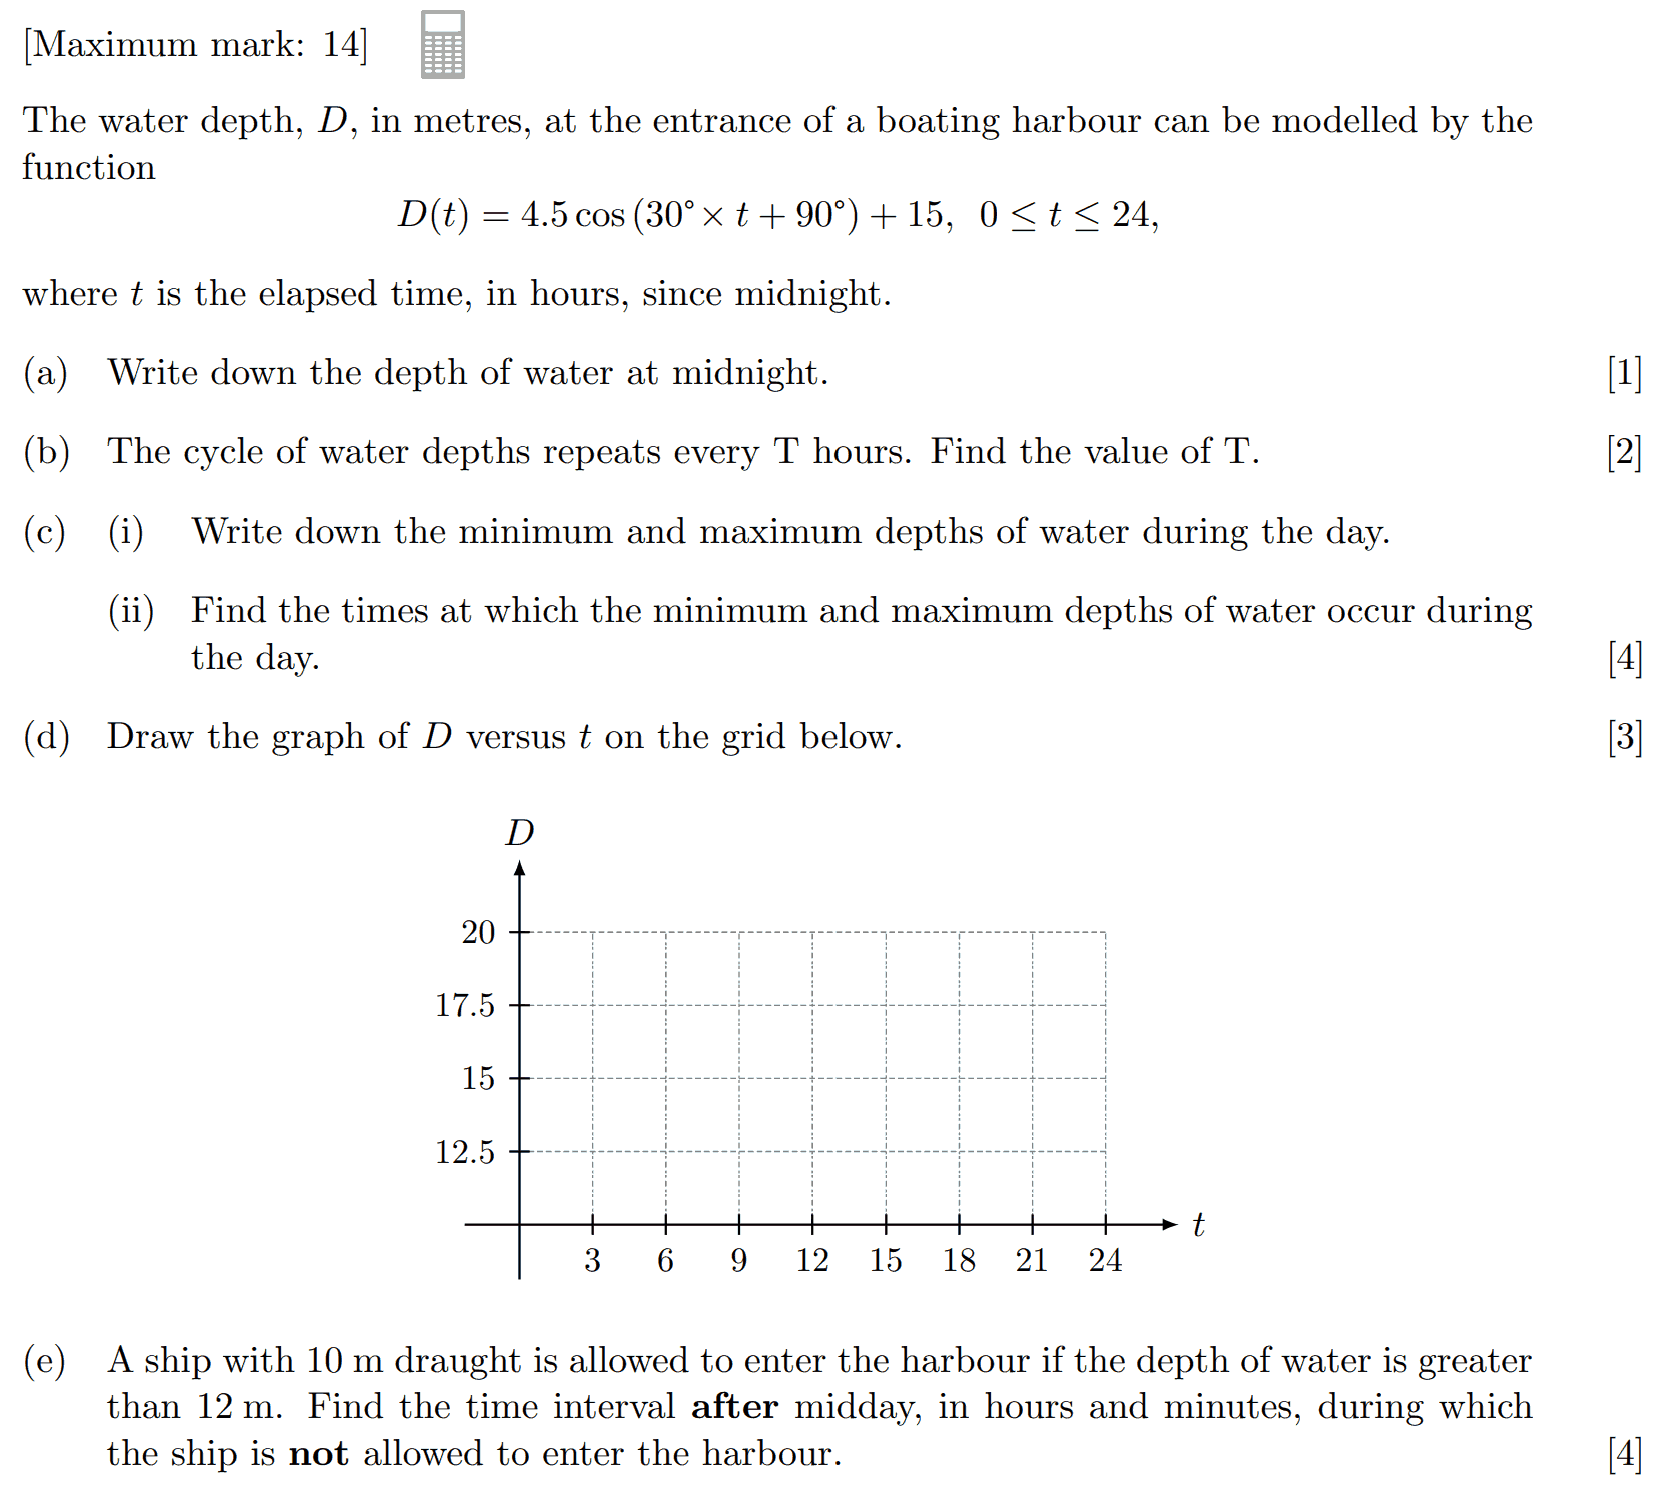 [Maximum mark: 14]
The water depth, D, in metres, at the entrance of a boating harbour can be modelled by the
function
D(t) = 4.5 cos (30° × t + 90°) + 15, 0 ≤ t ≤ 24,
where t is the elapsed time, in hours, since midnight.
(a) Write down the depth of water at midnight. [1]
(b) The cycle of water depths repeats every T hours. Find the value of T. [2]
(c) (i) Write down the minimum and maximum depths of water during the day.
(ii) Find the times at which the minimum and maximum depths of water occur during
the day. [4]
(d) Draw the graph of D versus t on the grid below. [3]
D
20
17.5
15
12.5
t
3 6 9 12 15 18 21 24
(e) A ship with 10 m draught is allowed to enter the harbour if the depth of water is greater
than 12 m. Find the time interval after midday, in hours and minutes, during which
the ship is not allowed to enter the harbour. [4]